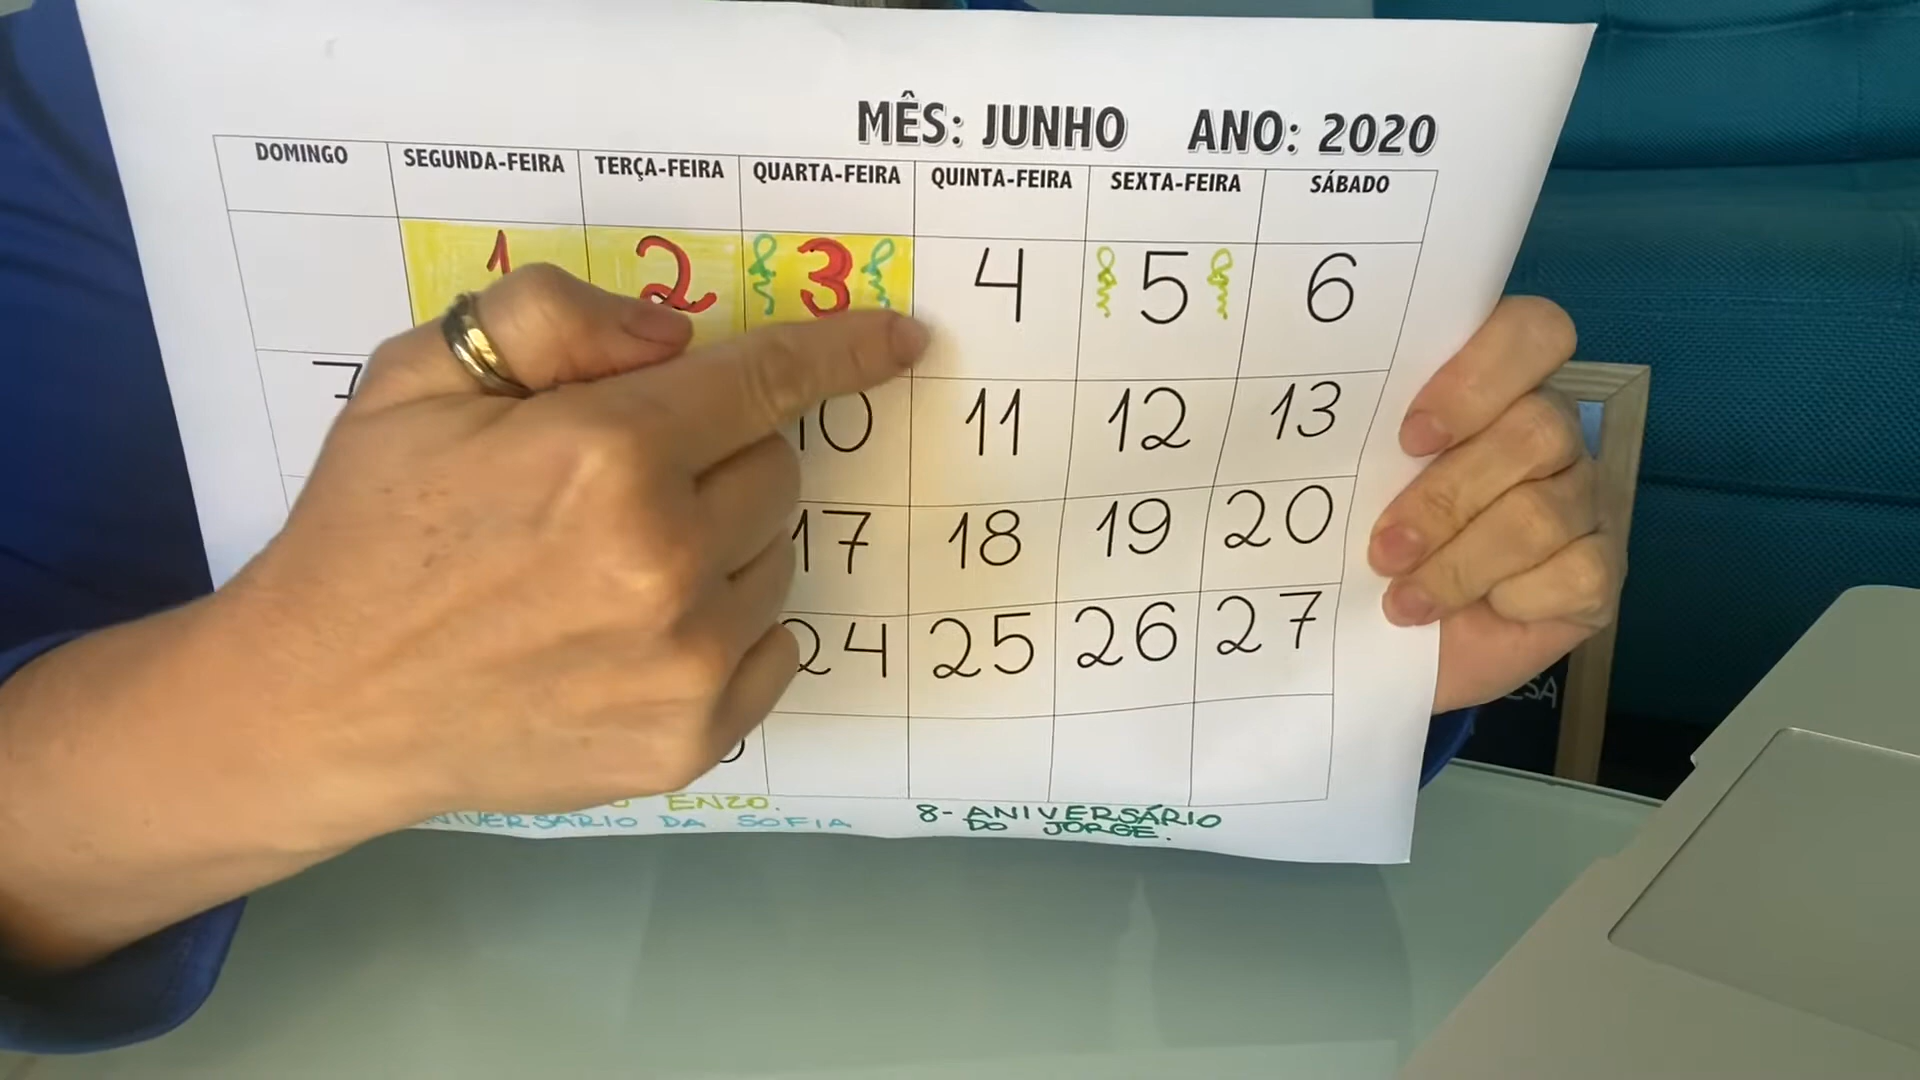 MÊS: JUNHO ANO: 2020
DOMINGO SEGUNDA-FEIRA TERÇA-FEIRA QUARTA-FEIRA QUINTA-FEIRA SEXTA-FEIRA SÁBADO
1 2 3 4 5 6
7 10 11 12 13
17 18 19 20
24 25 26 27
ENZO.
DA SOFIA
8- ANIVERSÁRIO
DO JORGE.